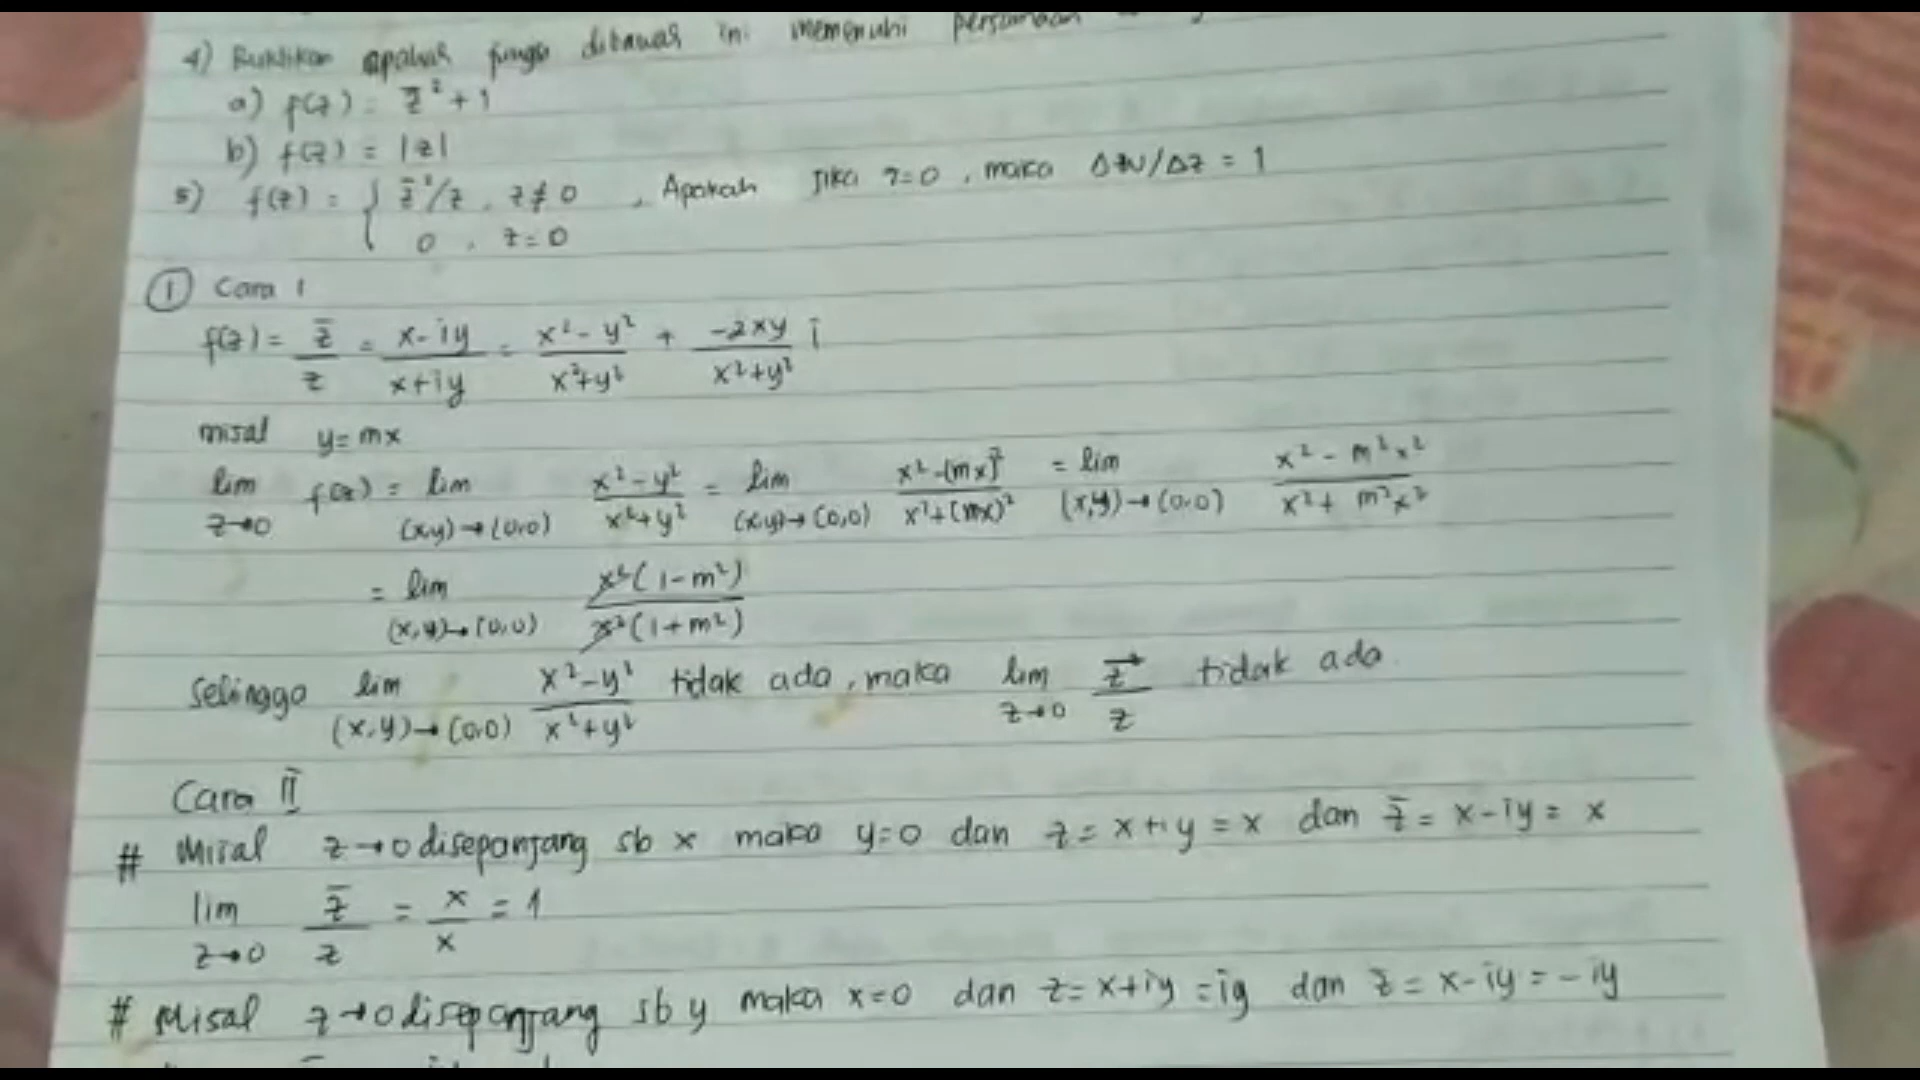 4) Buktikan apakah fungsi dibawah ini memenuhi persamaan
a) f(z) = z̄² + 1
b) f(z) = |z|
5) f(z) = { z̄²/z , z ≠ 0 , Apakah jika z=0 , maka Δw/Δz = 1
0 , z=0
① Cara 1
f(z) = z̄/z = (x-iy)/(x+iy) = (x²-y²)/(x²+y²) + (-2xy)/(x²+y²) i
misal y=mx
lim z→0 f(z) = lim (x,y)→(0,0) (x²-y²)/(x²+y²) = lim (x,y)→(0,0) (x²-(mx)²)/(x²+(mx)²) = lim (x,y)→(0,0) (x²-m²x²)/(x²+m²x²)
= lim (x,y)→(0,0) x²(1-m²)/x²(1+m²)
Sehingga lim (x,y)→(0,0) (x²-y²)/(x²+y²) tidak ada, maka lim z→0 z̄/z tidak ada
Cara II
# Misal z→0 disepanjang sb x maka y=0 dan z=x+iy=x dan z̄=x-iy=x
lim z→0 z̄/z = x/x = 1
# Misal z→0 disepanjang sb y maka x=0 dan z=x+iy=iy dan z̄=x-iy=-iy